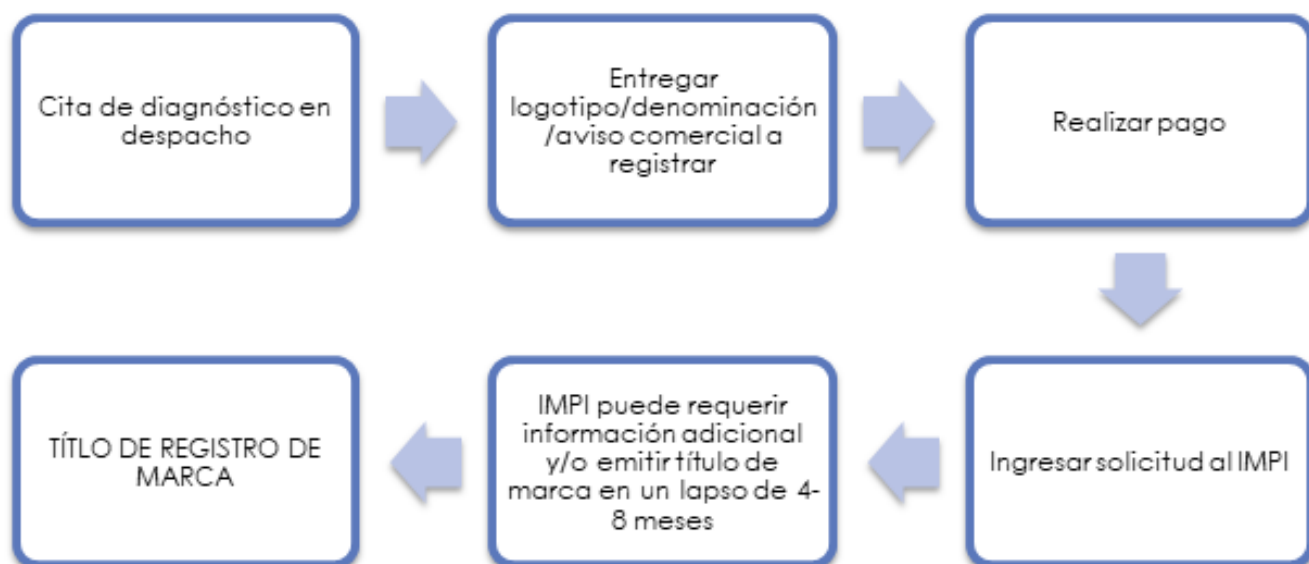 Cita de diagnóstico en
despacho
Entregar
logotipo/denominación
/aviso comercial a
registrar
Realizar pago
Ingresar solicitud al IMPI
IMPI puede requerir
información adicional
y/o emitir título de
marca en un lapso de 4-
8 meses
TÍTLO DE REGISTRO DE
MARCA